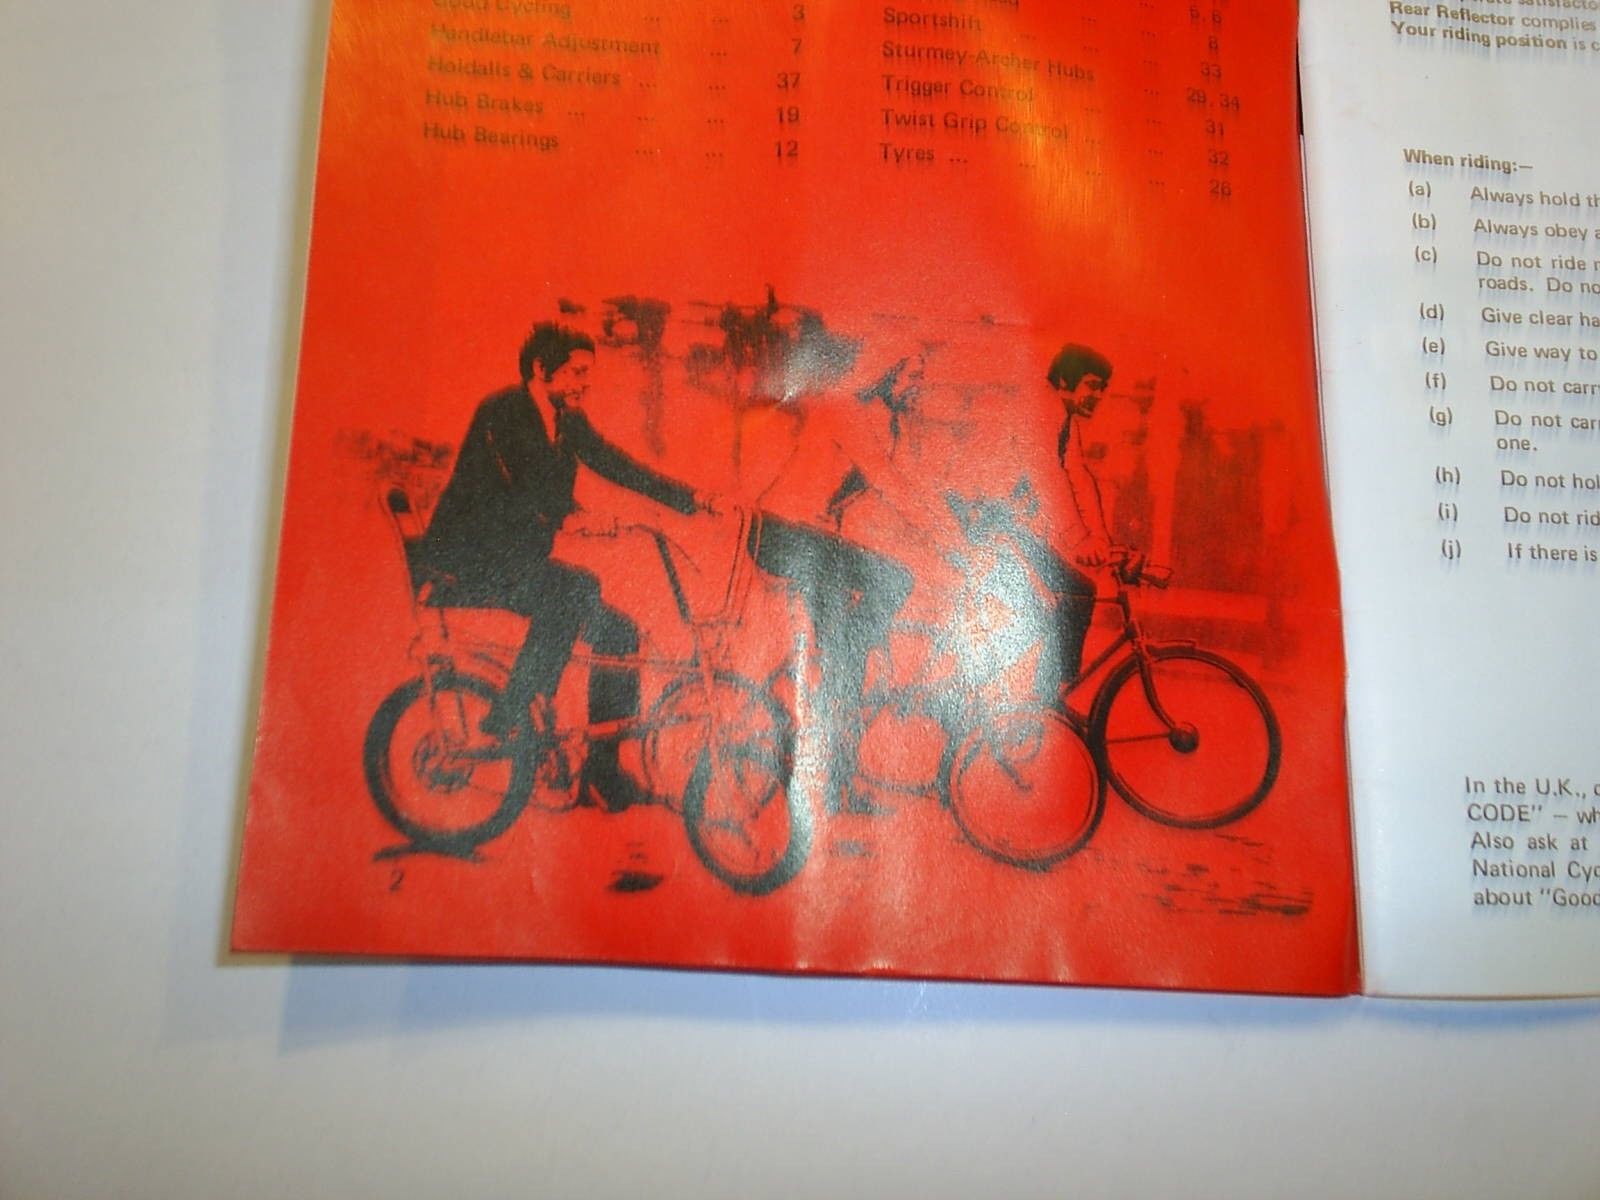 Good Cycling ... ... 3
Handlebar Adjustment ... 7
Holdalls & Carriers ... ... 37
Hub Brakes ... ... ... 19
Hub Bearings ... ... 12
5, 6
Sportshift ... ... ... 8
Sturmey-Archer Hubs ... 33
Trigger Control ... ... 29, 34
Twist Grip Control ... ... 31
Tyres ... ... ... ... 32
26
2
Rear Reflector complies
Your riding position is
When riding:—
(a) Always hold
(b) Always obey
(c) Do not ride
roads. Do
(d) Give clear
(e) Give way to
(f) Do not
(g) Do not
one.
(h) Do not
(i) Do not
(j) If there is
In the U.K.,
CODE" —
Also ask at
National
about